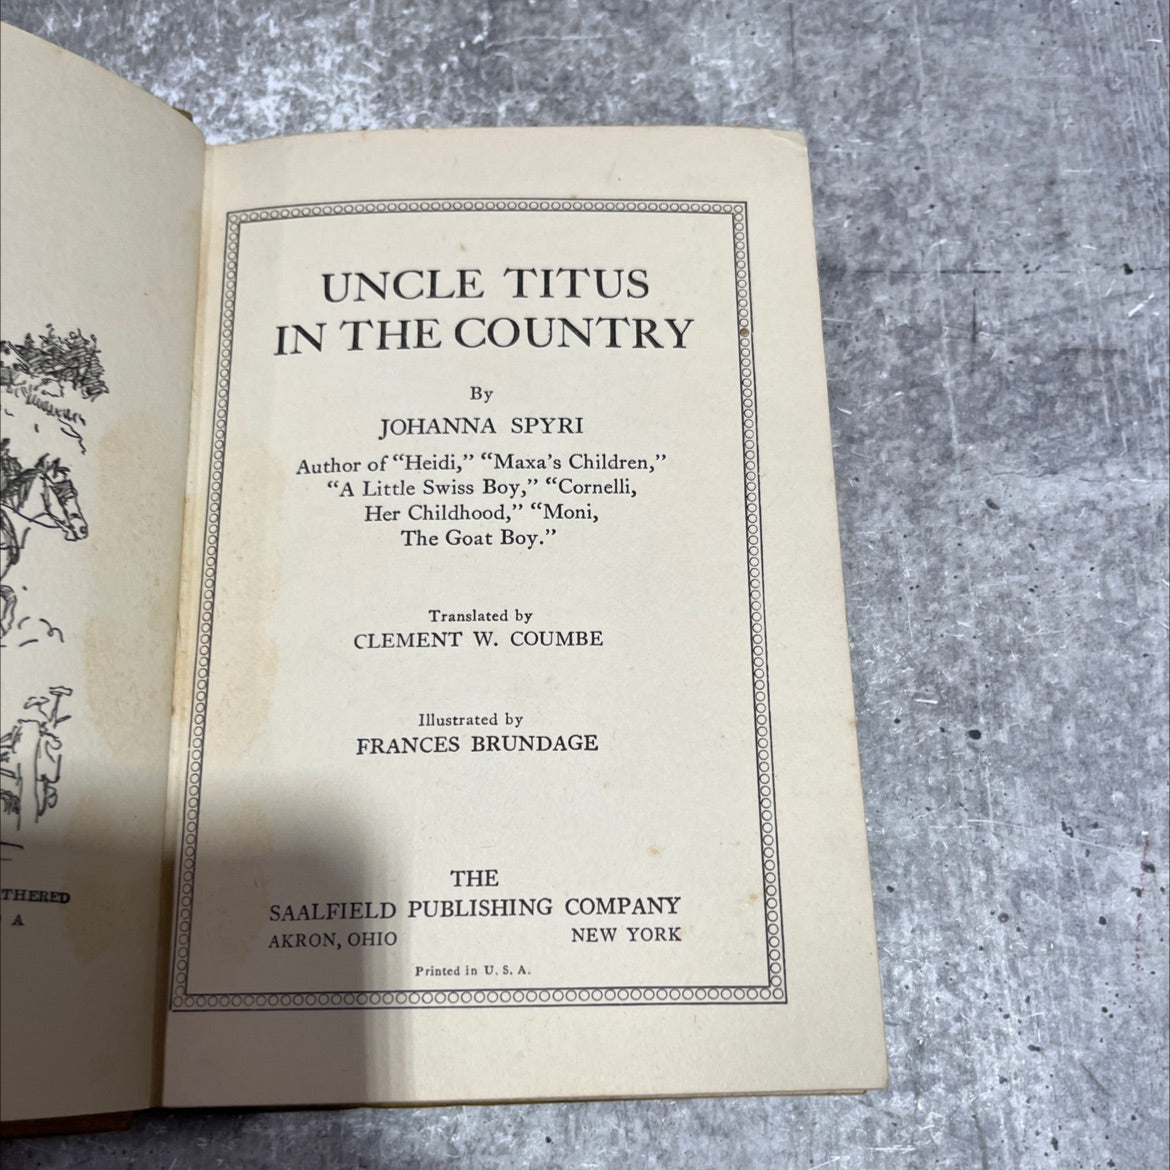 THERED
A
UNCLE TITUS
IN THE COUNTRY
By
JOHANNA SPYRI
Author of “Heidi,” “Maxa’s Children,”
“A Little Swiss Boy,” “Cornelli,
Her Childhood,” “Moni,
The Goat Boy.”
Translated by
CLEMENT W. COUMBE
Illustrated by
FRANCES BRUNDAGE
THE
SAALFIELD PUBLISHING COMPANY
AKRON, OHIO NEW YORK
Printed in U. S. A.